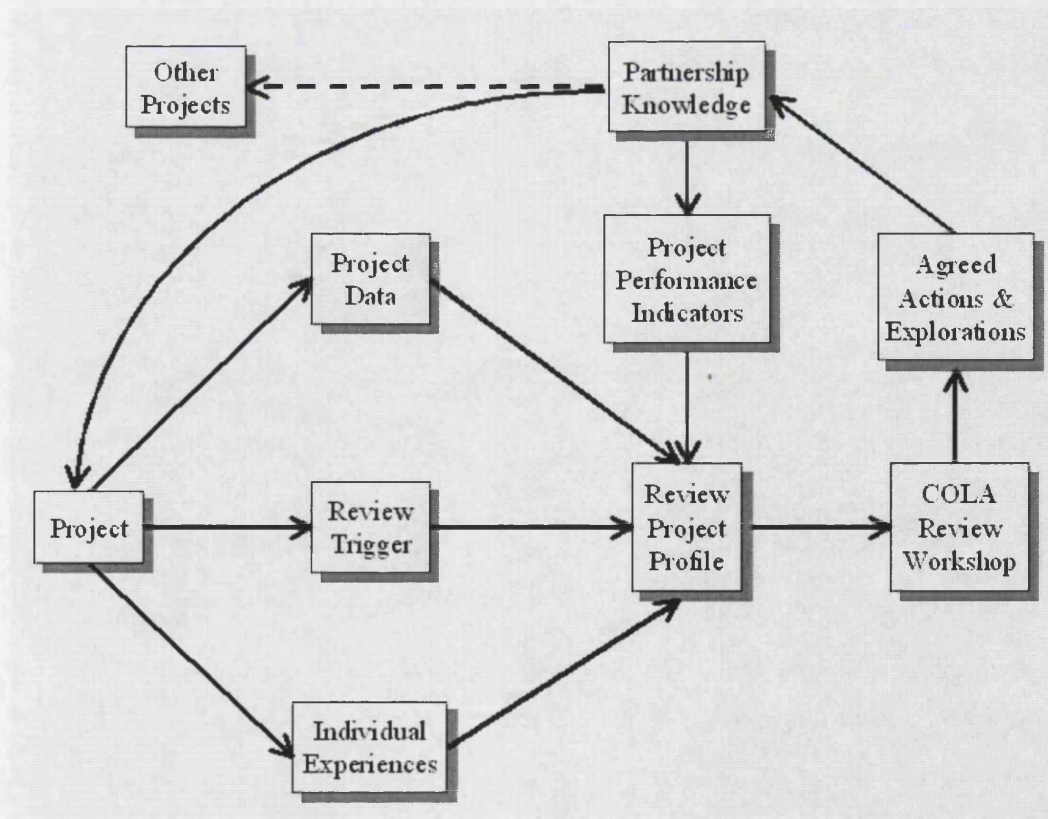 Other
Projects
Partnership
Knowledge
Project
Data
Project
Performance
Indicators
Agreed
Actions &
Explorations
Project
Review
Trigger
Review
Project
Profile
COLA
Review
Workshop
Individual
Experiences